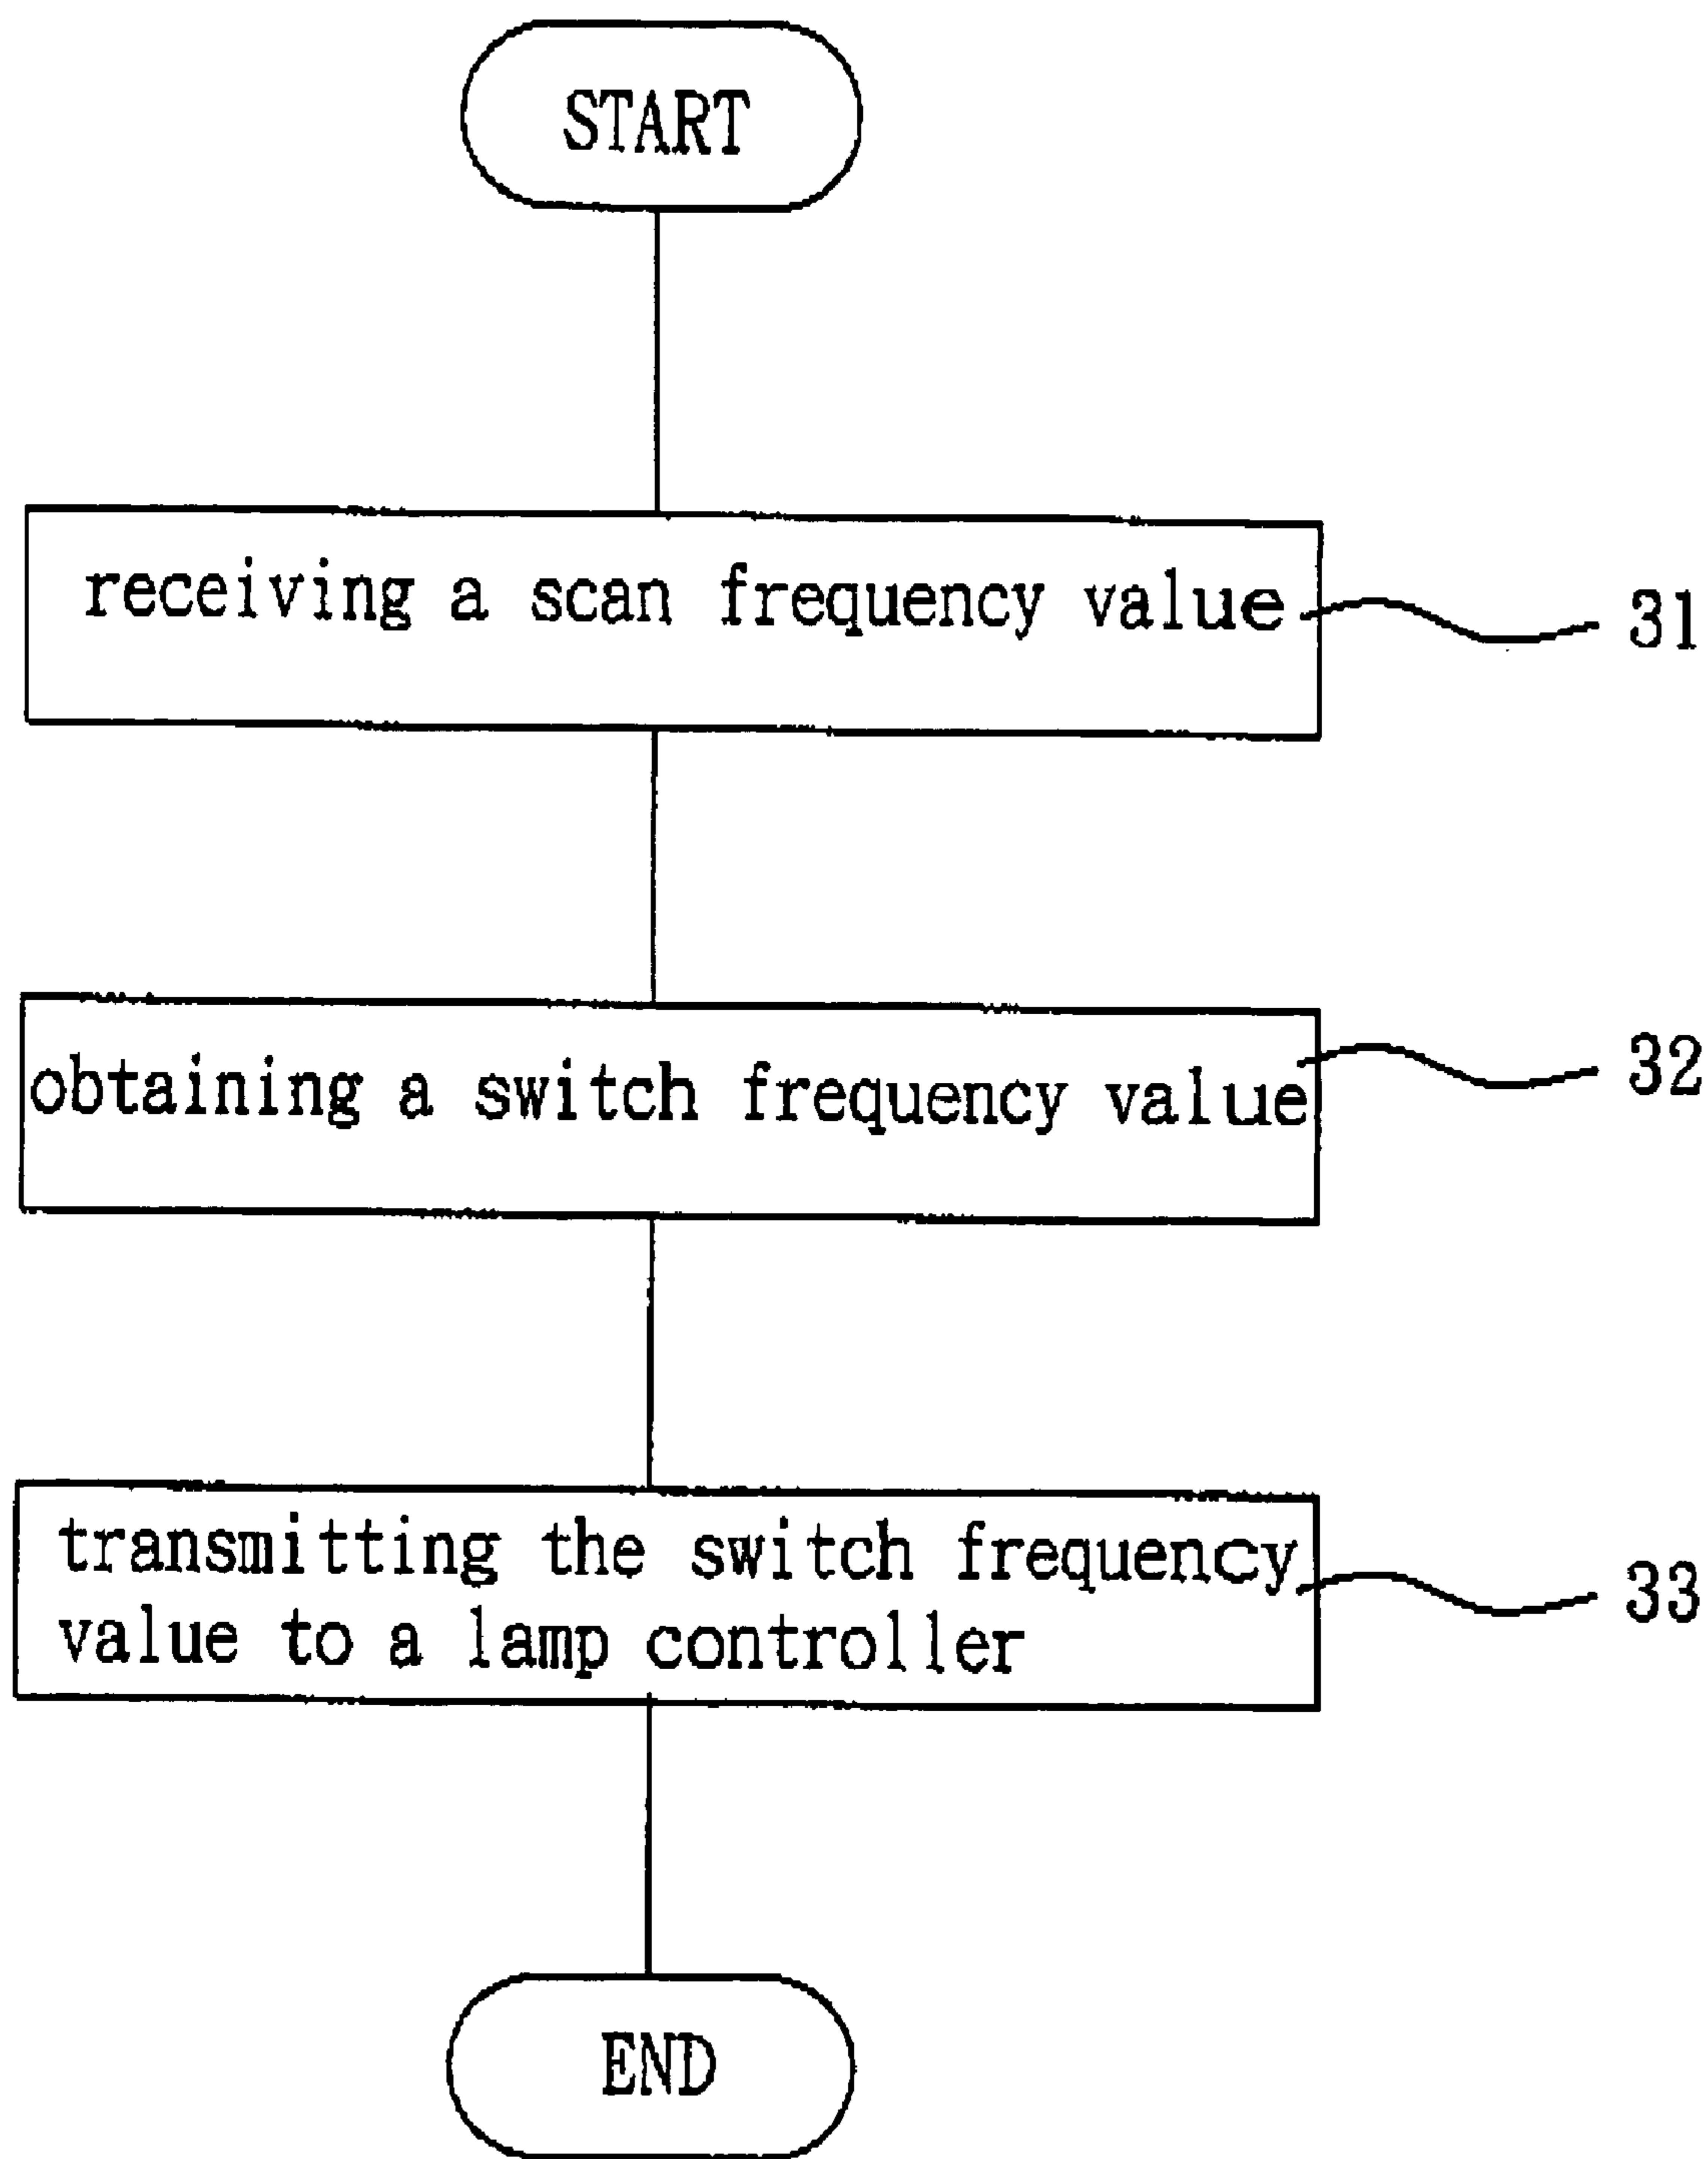 START
receiving a scan frequency value
31
obtaining a switch frequency value
32
transmitting the switch frequency
value to a lamp controller
33
END